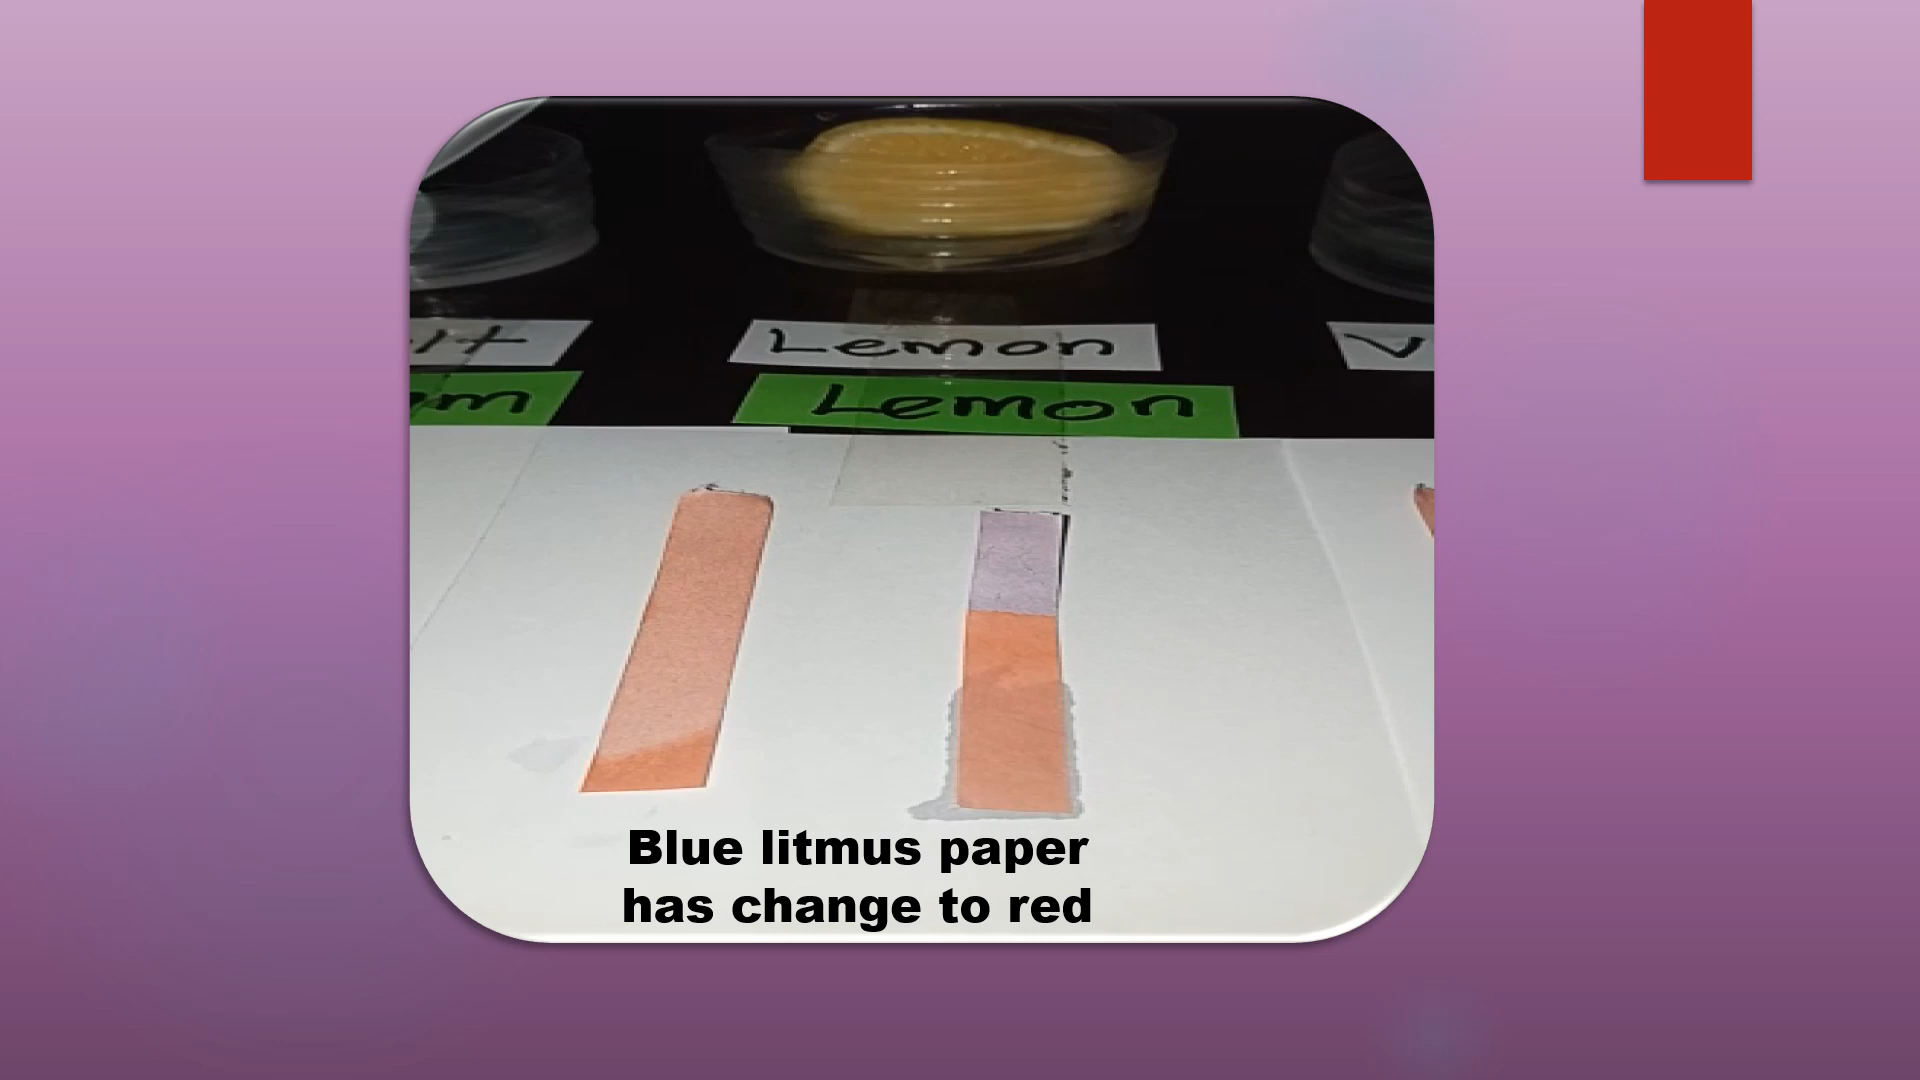 Lemon
Lemon
Blue litmus paper
has change to red